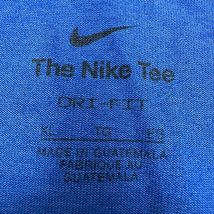 The Nike Tee
DRI-FIT
XL TG EG
MADE IN GUATEMALA
FABRIQUÉ AU
GUATEMALA